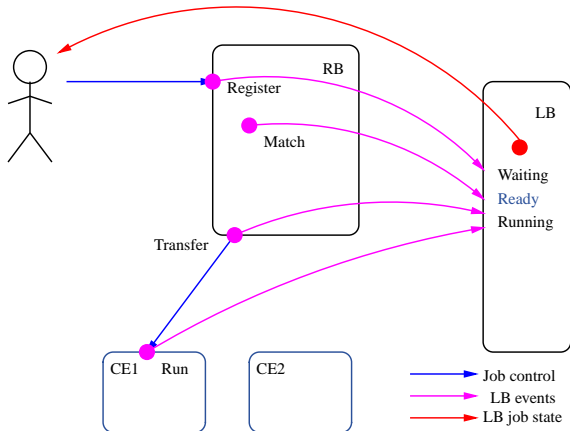 RB
Register
LB
Match
Waiting
Ready
Running
Transfer
CE1
Run
CE2
Job control
LB events
LB job state